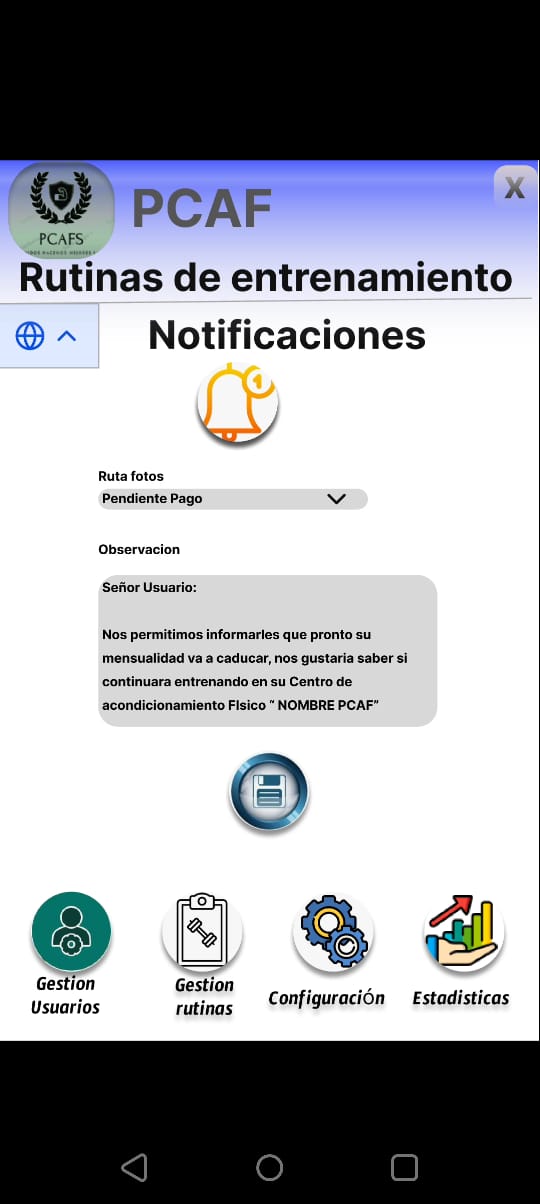 PCAFS
PCAF
X
Rutinas de entrenamiento
Notificaciones
1
Ruta fotos
Pendiente Pago
Observacion
Señor Usuario:
Nos permitimos informarles que pronto su
mensualidad va a caducar, nos gustaria saber si
continuara entrenando en su Centro de
acondicionamiento FIsico “ NOMBRE PCAF”
Gestion
Usuarios
Gestion
rutinas
Configuración
Estadisticas